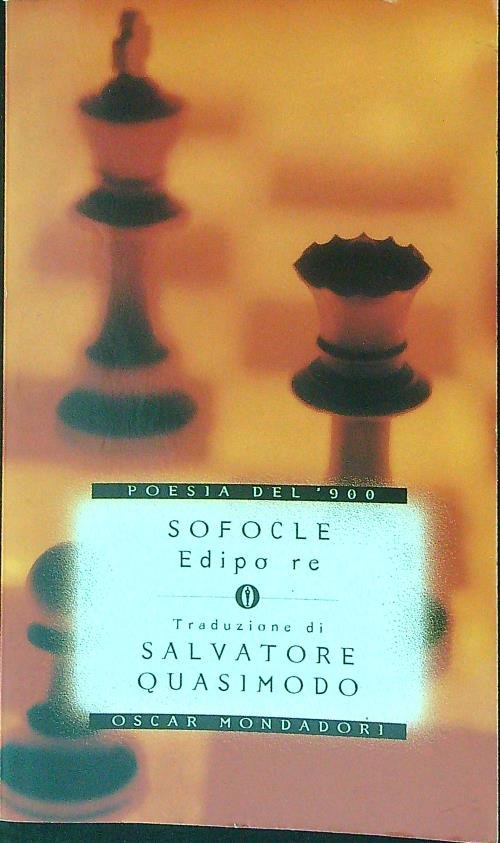 POESIA DEL '900
SOFOCLE
Edipo re
Traduzione di
SALVATORE
QUASIMODO
OSCAR MONDADORI